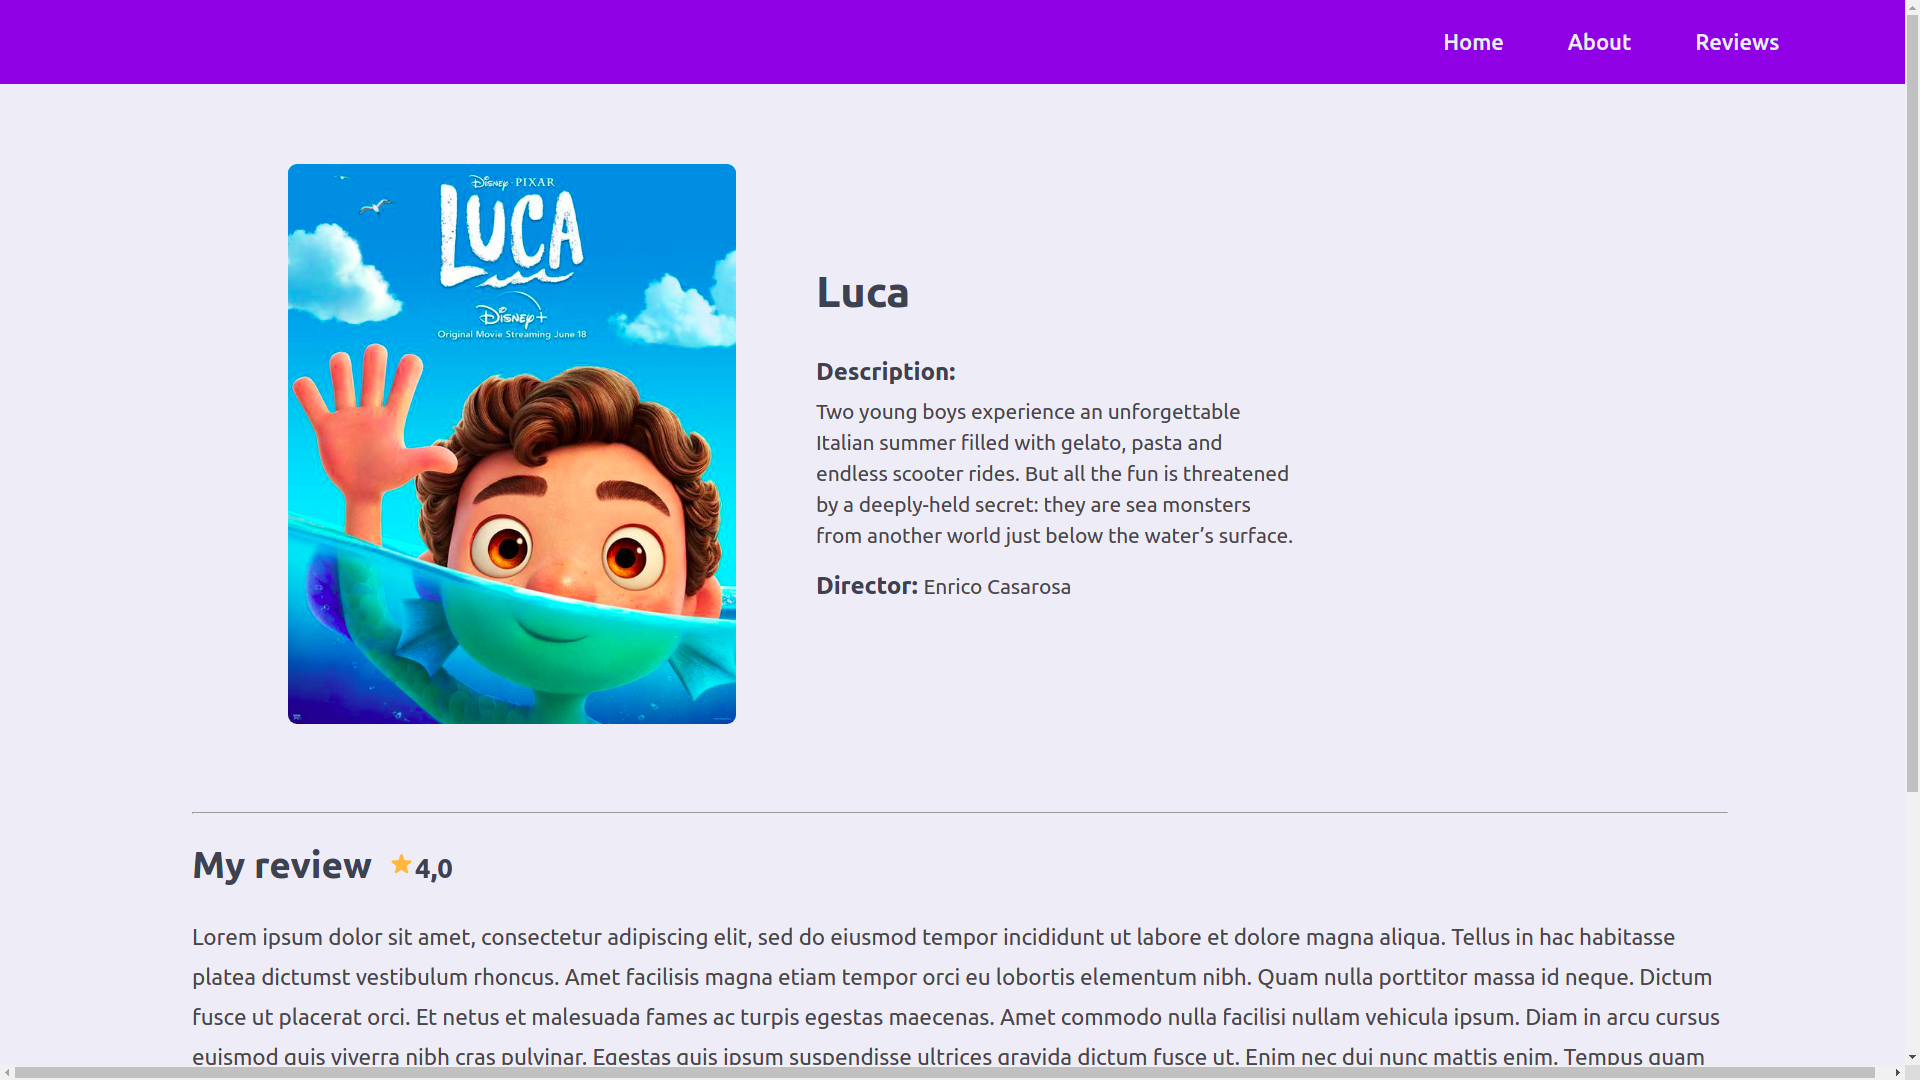 Home About Reviews
Disney · PIXAR
LUCA
Disney+
Original Movie Streaming June 18
Luca
Description:
Two young boys experience an unforgettable
Italian summer filled with gelato, pasta and
endless scooter rides. But all the fun is threatened
by a deeply-held secret: they are sea monsters
from another world just below the water’s surface.
Director: Enrico Casarosa
My review 4,0
Lorem ipsum dolor sit amet, consectetur adipiscing elit, sed do eiusmod tempor incididunt ut labore et dolore magna aliqua. Tellus in hac habitasse
platea dictumst vestibulum rhoncus. Amet facilisis magna etiam tempor orci eu lobortis elementum nibh. Quam nulla porttitor massa id neque. Dictum
fusce ut placerat orci. Et netus et malesuada fames ac turpis egestas maecenas. Amet commodo nulla facilisi nullam vehicula ipsum. Diam in arcu cursus
euismod quis viverra nibh cras pulvinar. Egestas quis ipsum suspendisse ultrices gravida dictum fusce ut. Enim nec dui nunc mattis enim. Tempus quam